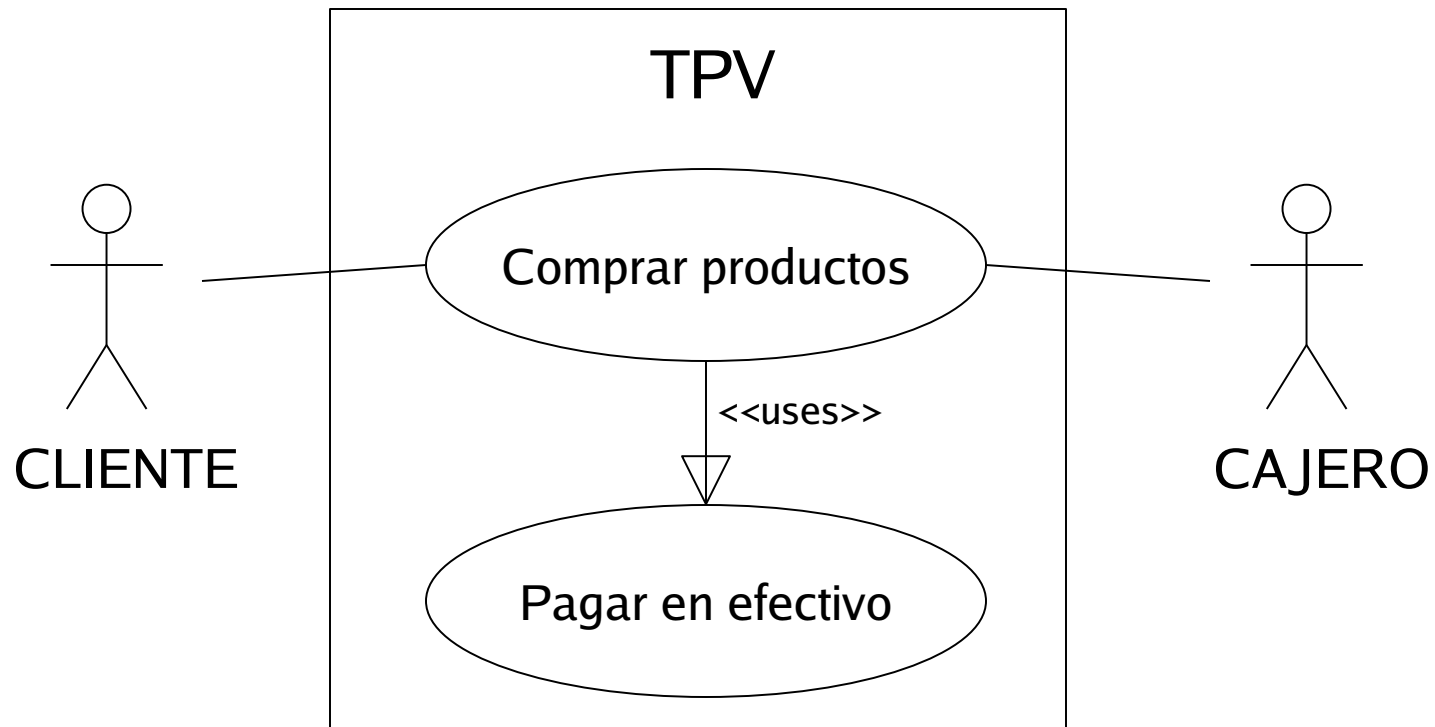 TPV
Comprar productos
<<uses>>
CLIENTE
CAJERO
Pagar en efectivo